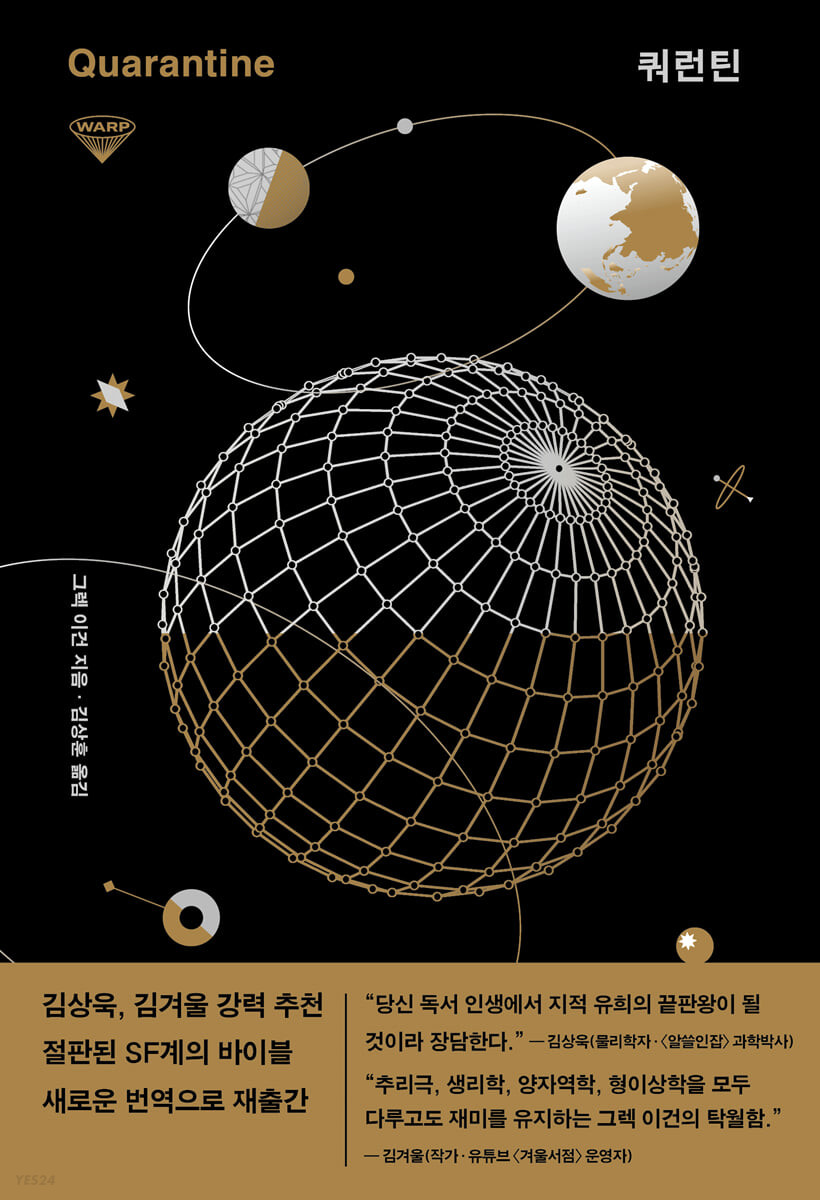 Quarantine
쿼런틴
WARP
그렉 이건 지음 · 김상훈 옮김
김상욱, 김겨울 강력 추천
절판된 SF계의 바이블
새로운 번역으로 재출간
“당신 독서 인생에서 지적 유희의 끝판왕이 될
것이라 장담한다.” — 김상욱(물리학자 · 〈알쓸인잡〉 과학박사)
“추리극, 생리학, 양자역학, 형이상학을 모두
다루고도 재미를 유지하는 그렉 이건의 탁월함.”
— 김겨울(작가 · 유튜브 〈겨울서점〉 운영자)
YES24